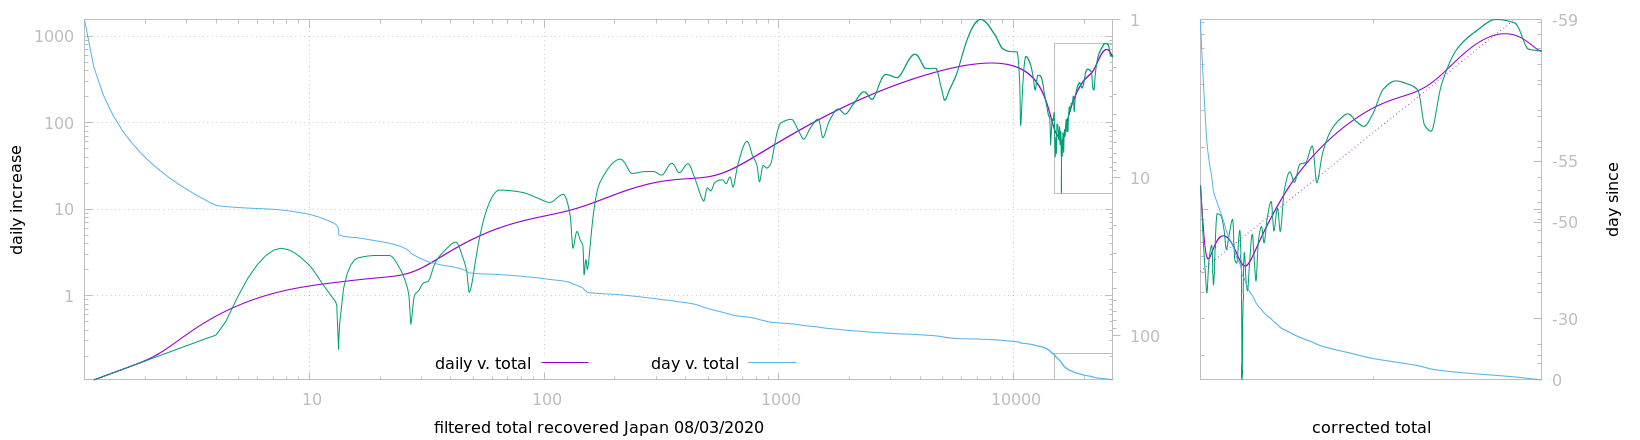 1000
100
10
1
daily increase
10
100
1000
10000
filtered total recovered Japan 08/03/2020
daily v. total
day v. total
1
10
100
-59
-55
-50
-30
0
day since
corrected total